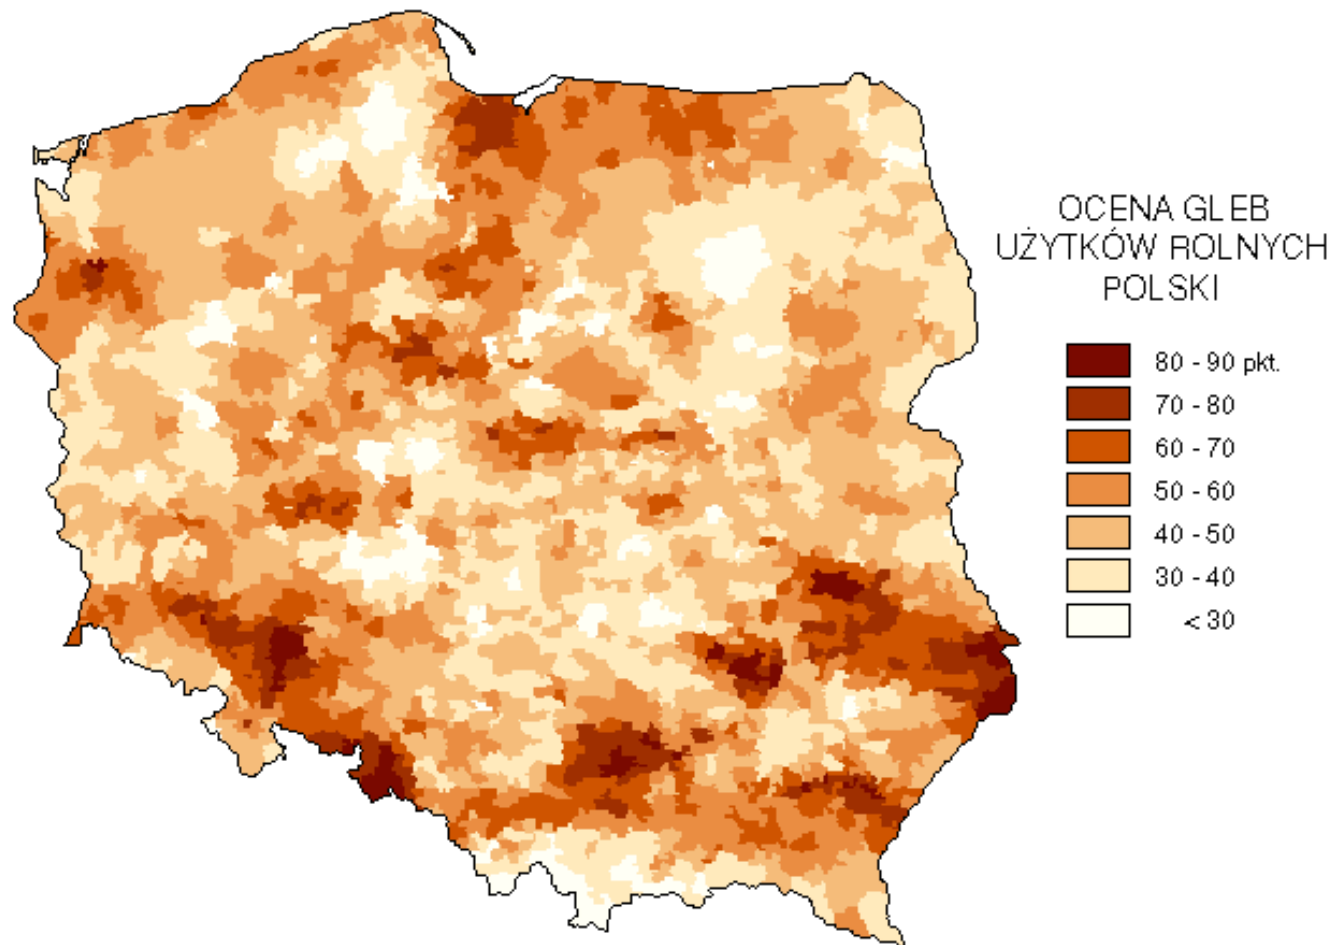 OCENA GLEB
UŻYTKÓW ROLNYCH
POLSKI
80 - 90 pkt.
70 - 80
60 - 70
50 - 60
40 - 50
30 - 40
< 30